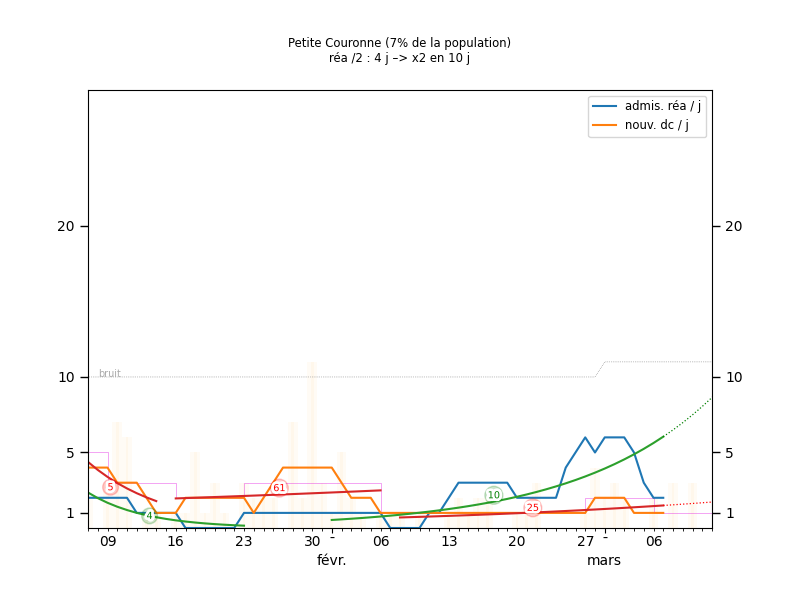 Petite Couronne (7% de la population)
réa /2 : 4 j –> x2 en 10 j
admis. réa / j
nouv. dc / j
20 20
bruit
10 10
5 5
1 1
5 4 61 10 25
09 16 23 30 - 06 13 20 27 - 06
févr. mars